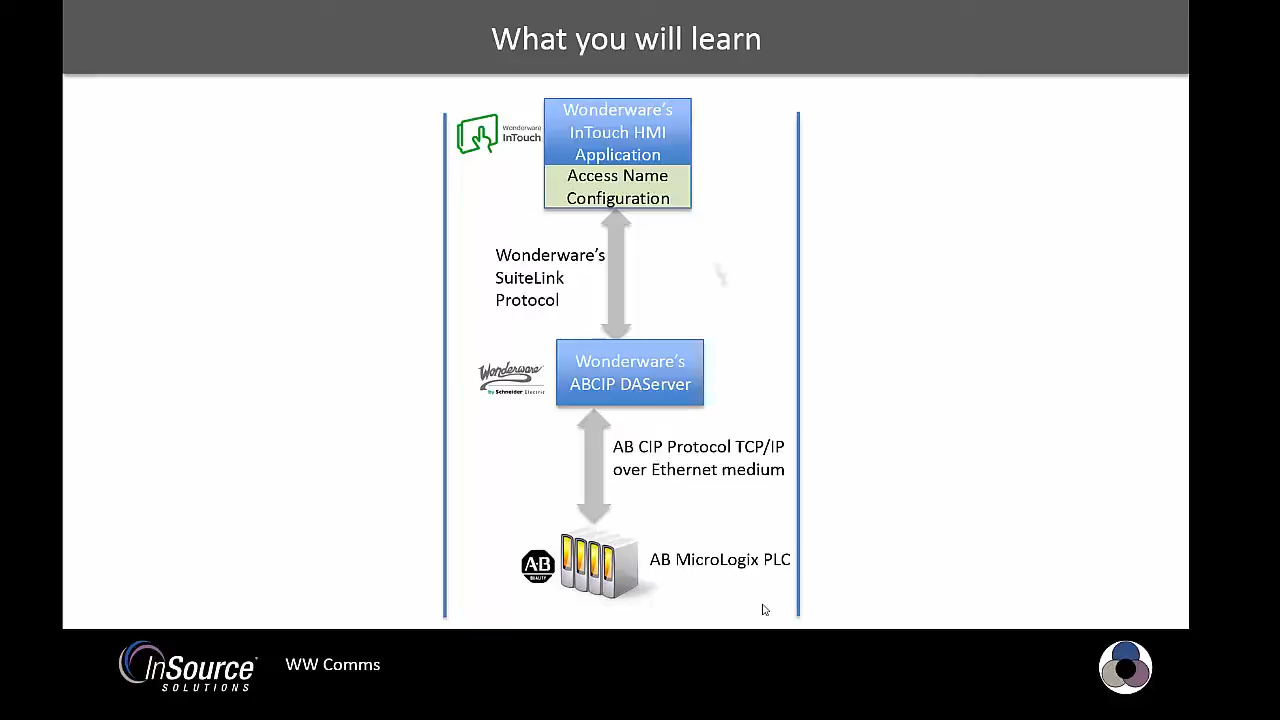 What you will learn
Wonderware
InTouch
Wonderware's
InTouch HMI
Application
Access Name
Configuration
Wonderware's
SuiteLink
Protocol
Wonderware
By Schneider Electric
Wonderware's
ABCIP DAServer
AB CIP Protocol TCP/IP
over Ethernet medium
A-B
QUALITY
AB MicroLogix PLC
InSource
SOLUTIONS
WW Comms